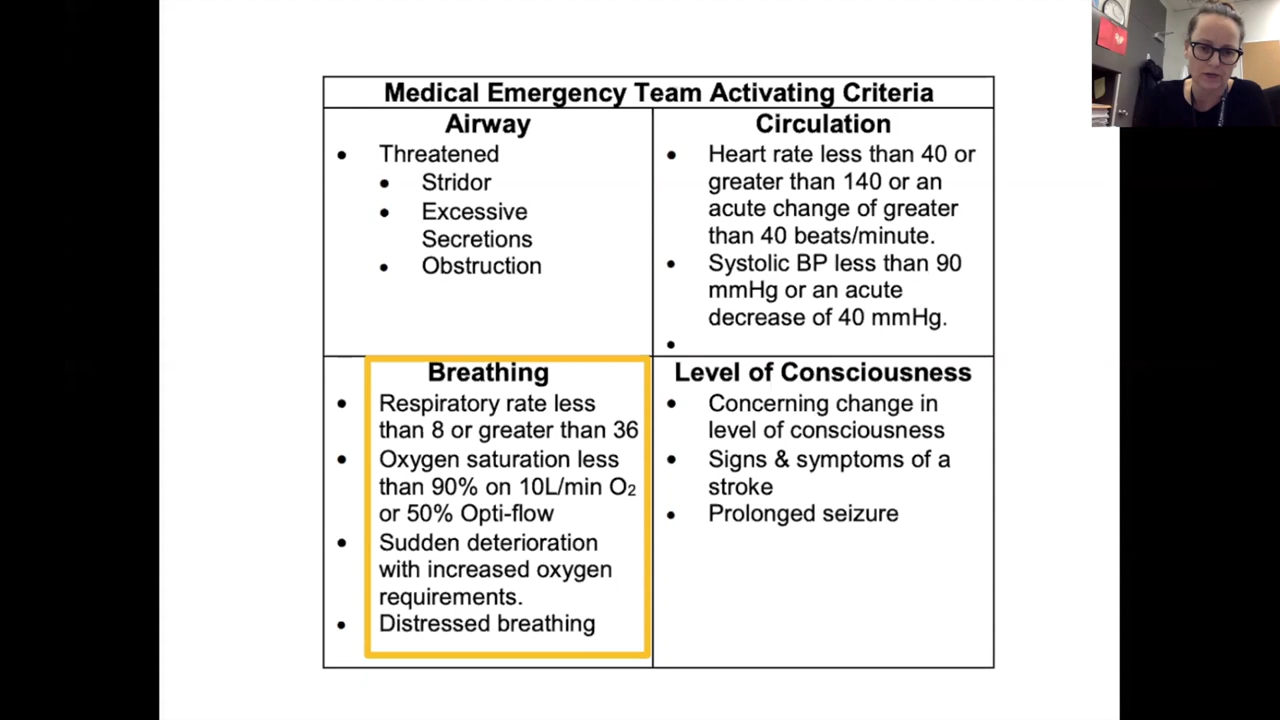 Medical Emergency Team Activating Criteria
Airway
• Threatened
• Stridor
• Excessive
Secretions
• Obstruction
Circulation
• Heart rate less than 40 or
greater than 140 or an
acute change of greater
than 40 beats/minute.
• Systolic BP less than 90
mmHg or an acute
decrease of 40 mmHg.
•
Breathing
• Respiratory rate less
than 8 or greater than 36
• Oxygen saturation less
than 90% on 10L/min O₂
or 50% Opti-flow
• Sudden deterioration
with increased oxygen
requirements.
• Distressed breathing
Level of Consciousness
• Concerning change in
level of consciousness
• Signs & symptoms of a
stroke
• Prolonged seizure